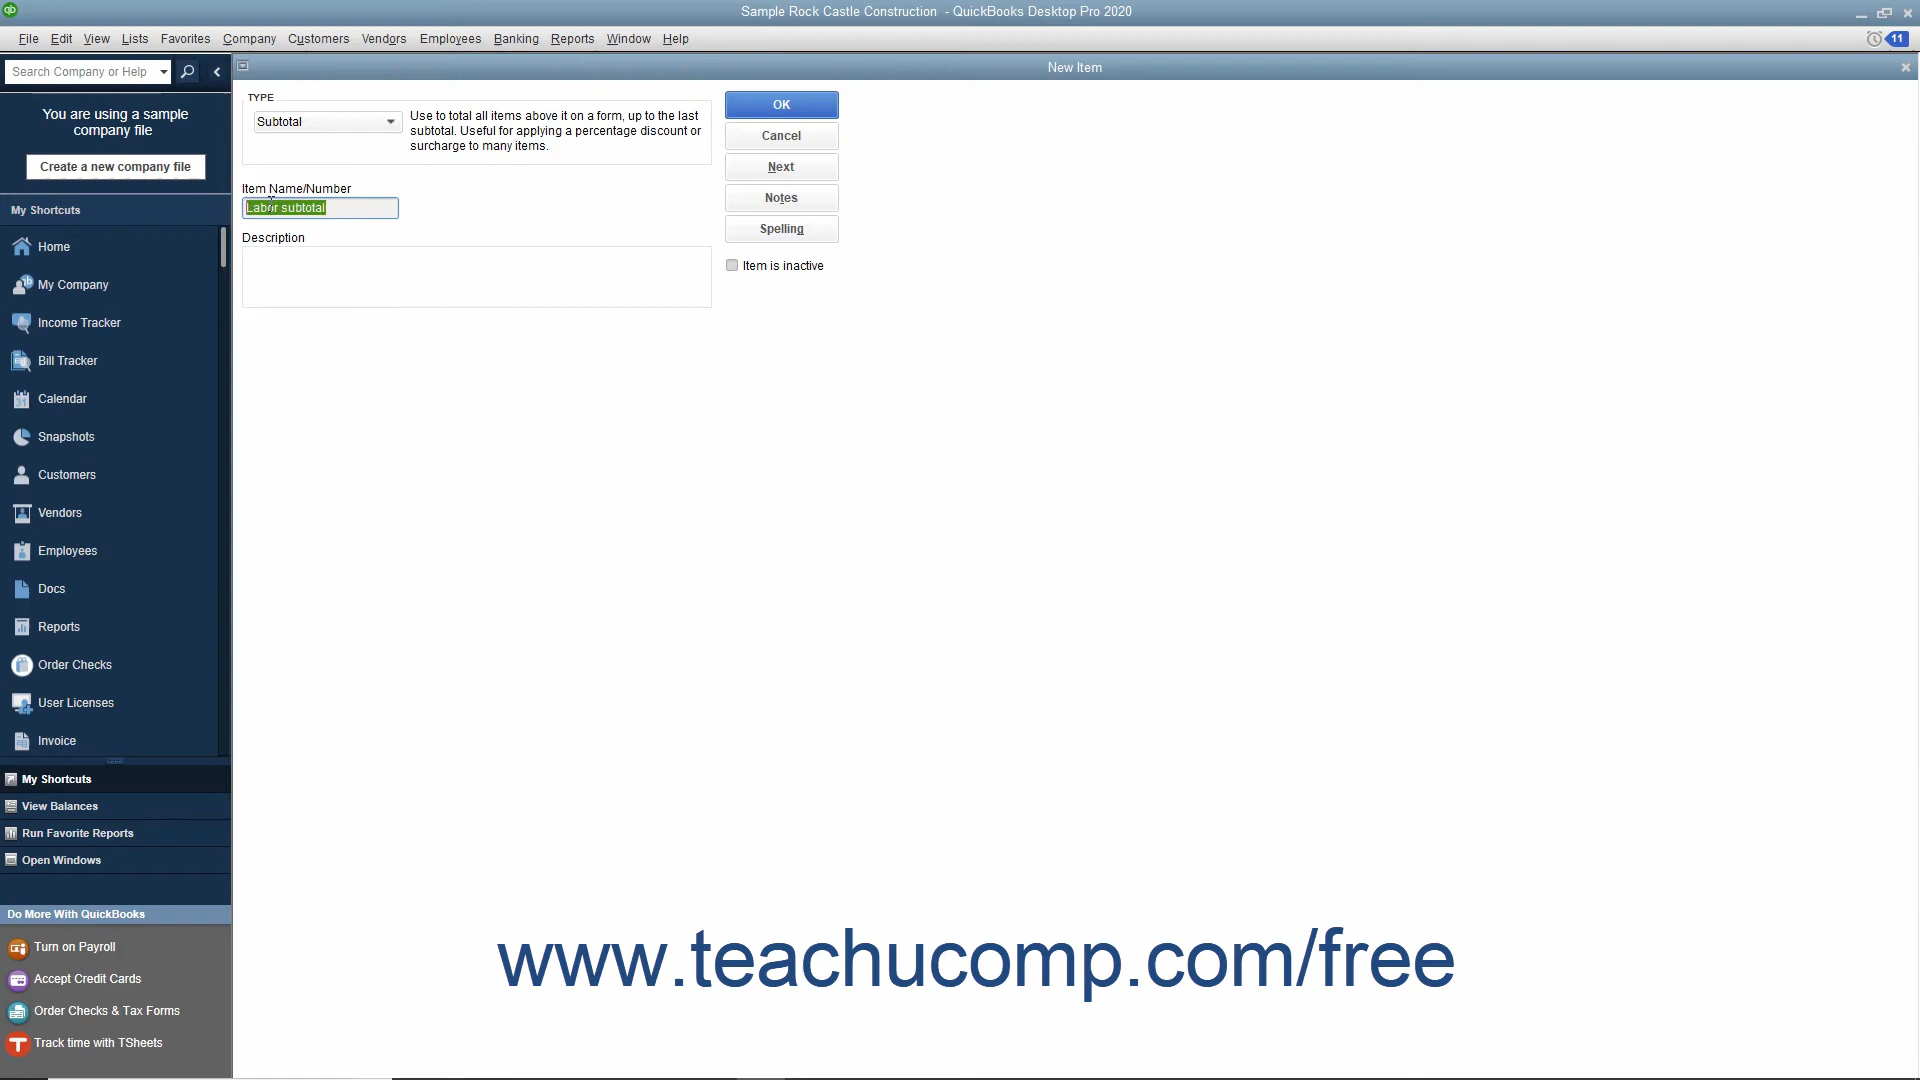 qb
Sample Rock Castle Construction - QuickBooks Desktop Pro 2020
File Edit View Lists Favorites Company Customers Vendors Employees Banking Reports Window Help
11
Search Company or Help
New Item
You are using a sample
company file
Create a new company file
My Shortcuts
Home
My Company
Income Tracker
Bill Tracker
Calendar
Snapshots
Customers
Vendors
Employees
Docs
Reports
Order Checks
User Licenses
Invoice
My Shortcuts
View Balances
Run Favorite Reports
Open Windows
Do More With QuickBooks
Turn on Payroll
Accept Credit Cards
Order Checks & Tax Forms
Track time with TSheets
TYPE
Subtotal
Use to total all items above it on a form, up to the last
subtotal. Useful for applying a percentage discount or
surcharge to many items.
Item Name/Number
Labor subtotal
Description
OK
Cancel
Next
Notes
Spelling
Item is inactive
www.teachucomp.com/free